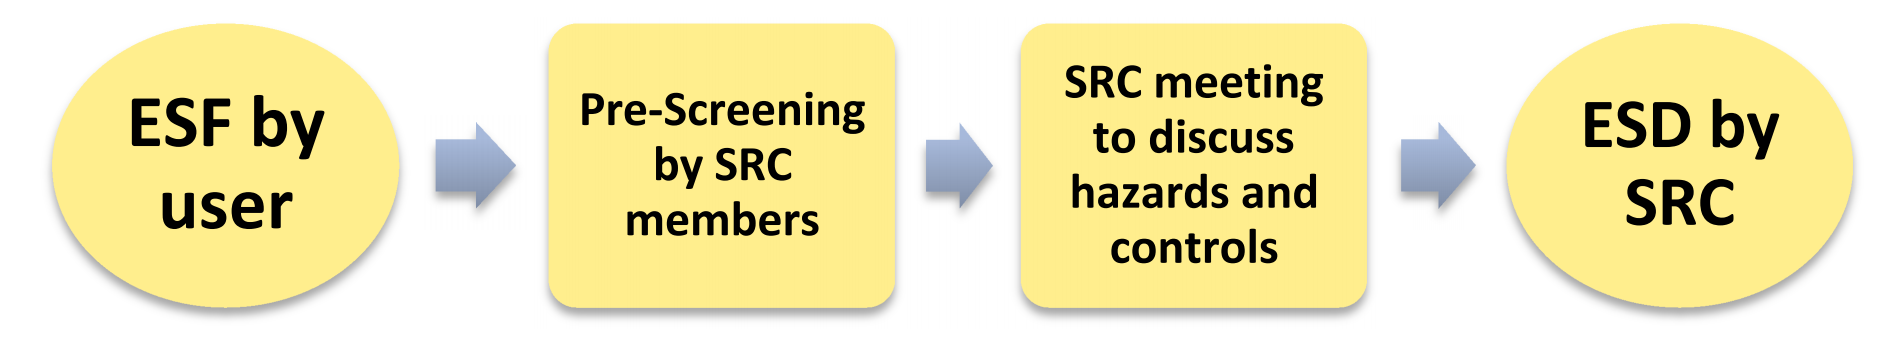 ESF by
user
Pre-Screening
by SRC
members
SRC meeting
to discuss
hazards and
controls
ESD by
SRC